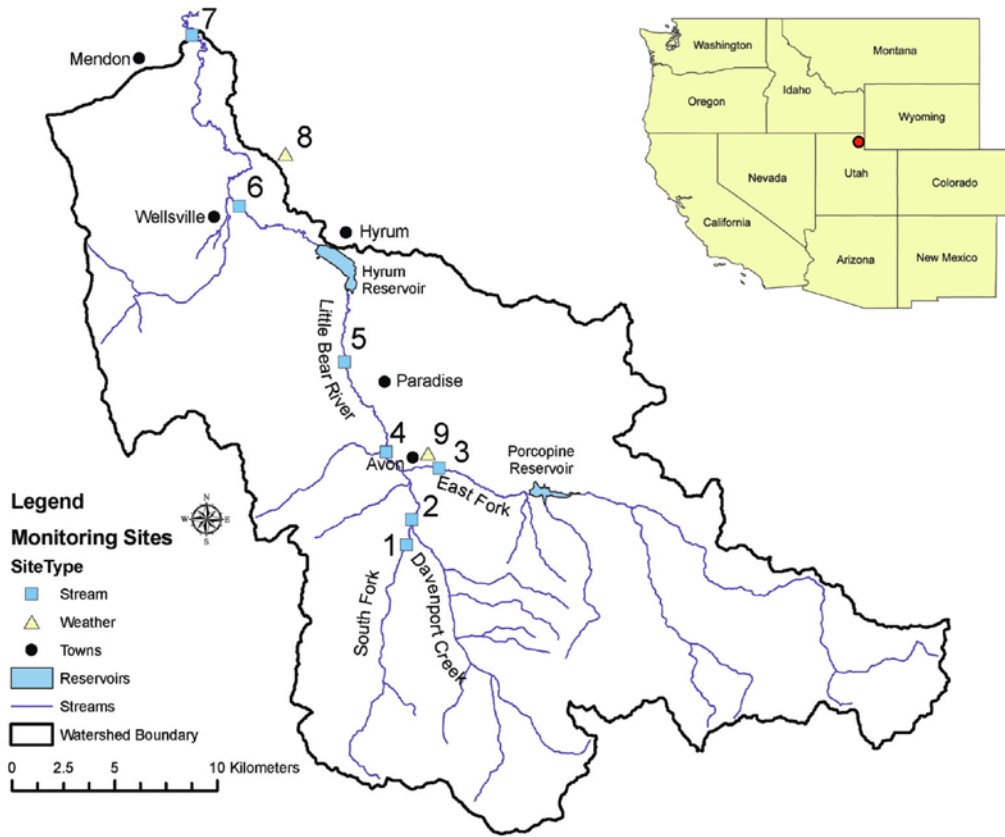 7
Mendon
8
6
Wellsville
Hyrum
Hyrum
Reservoir
Little Bear
River
5
Paradise
4
9
3
Avon
East Fork
Porcopine
Reservoir
2
1
South Fork
Davenport Creek
Legend
N
W E
S
Monitoring Sites
SiteType
Stream
Weather
Towns
Reservoirs
Streams
Watershed Boundary
0 2.5 5 10 Kilometers
Washington
Montana
Oregon
Idaho
Wyoming
Nevada
Utah
Colorado
California
Arizona
New Mexico